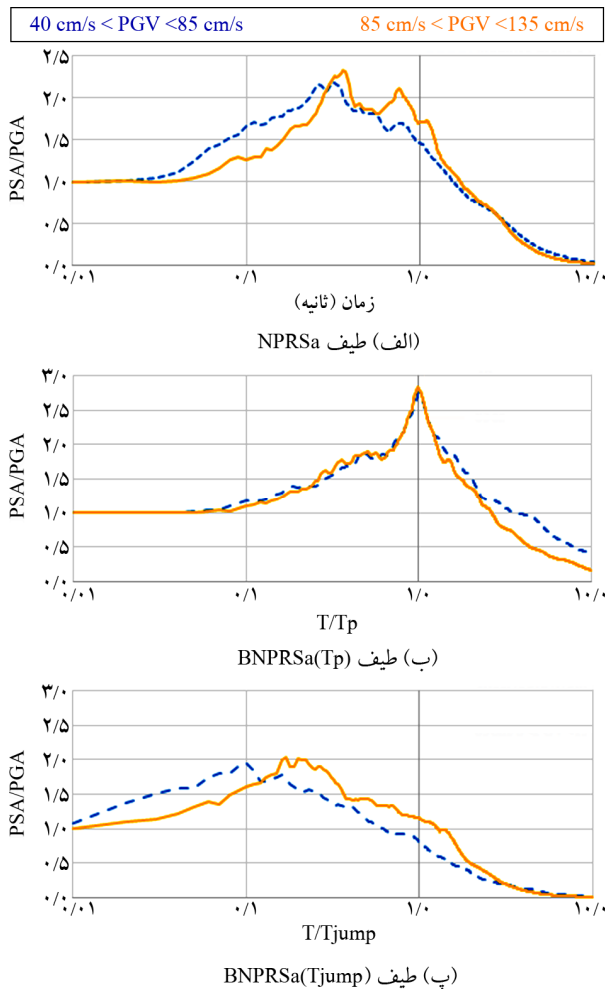 40 cm/s < PGV <85 cm/s
85 cm/s < PGV <135 cm/s
PSA/PGA
۲/۵
۲/۰
۱/۵
۱/۰
۰/۵
۰/۰
۰/۰۱
۰/۱
۱/۰
۱۰/۰
زمان (ثانیه)
(الف) طیف NPRSa
PSA/PGA
۳/۰
۲/۵
۲/۰
۱/۵
۱/۰
۰/۵
۰/۰
۰/۰۱
۰/۱
۱/۰
۱۰/۰
T/Tp
(ب) طیف BNPRSa(Tp)
PSA/PGA
۳/۰
۲/۵
۲/۰
۱/۵
۱/۰
۰/۵
۰/۰
۰/۰۱
۰/۱
۱/۰
۱۰/۰
T/Tjump
(پ) طیف BNPRSa(Tjump)